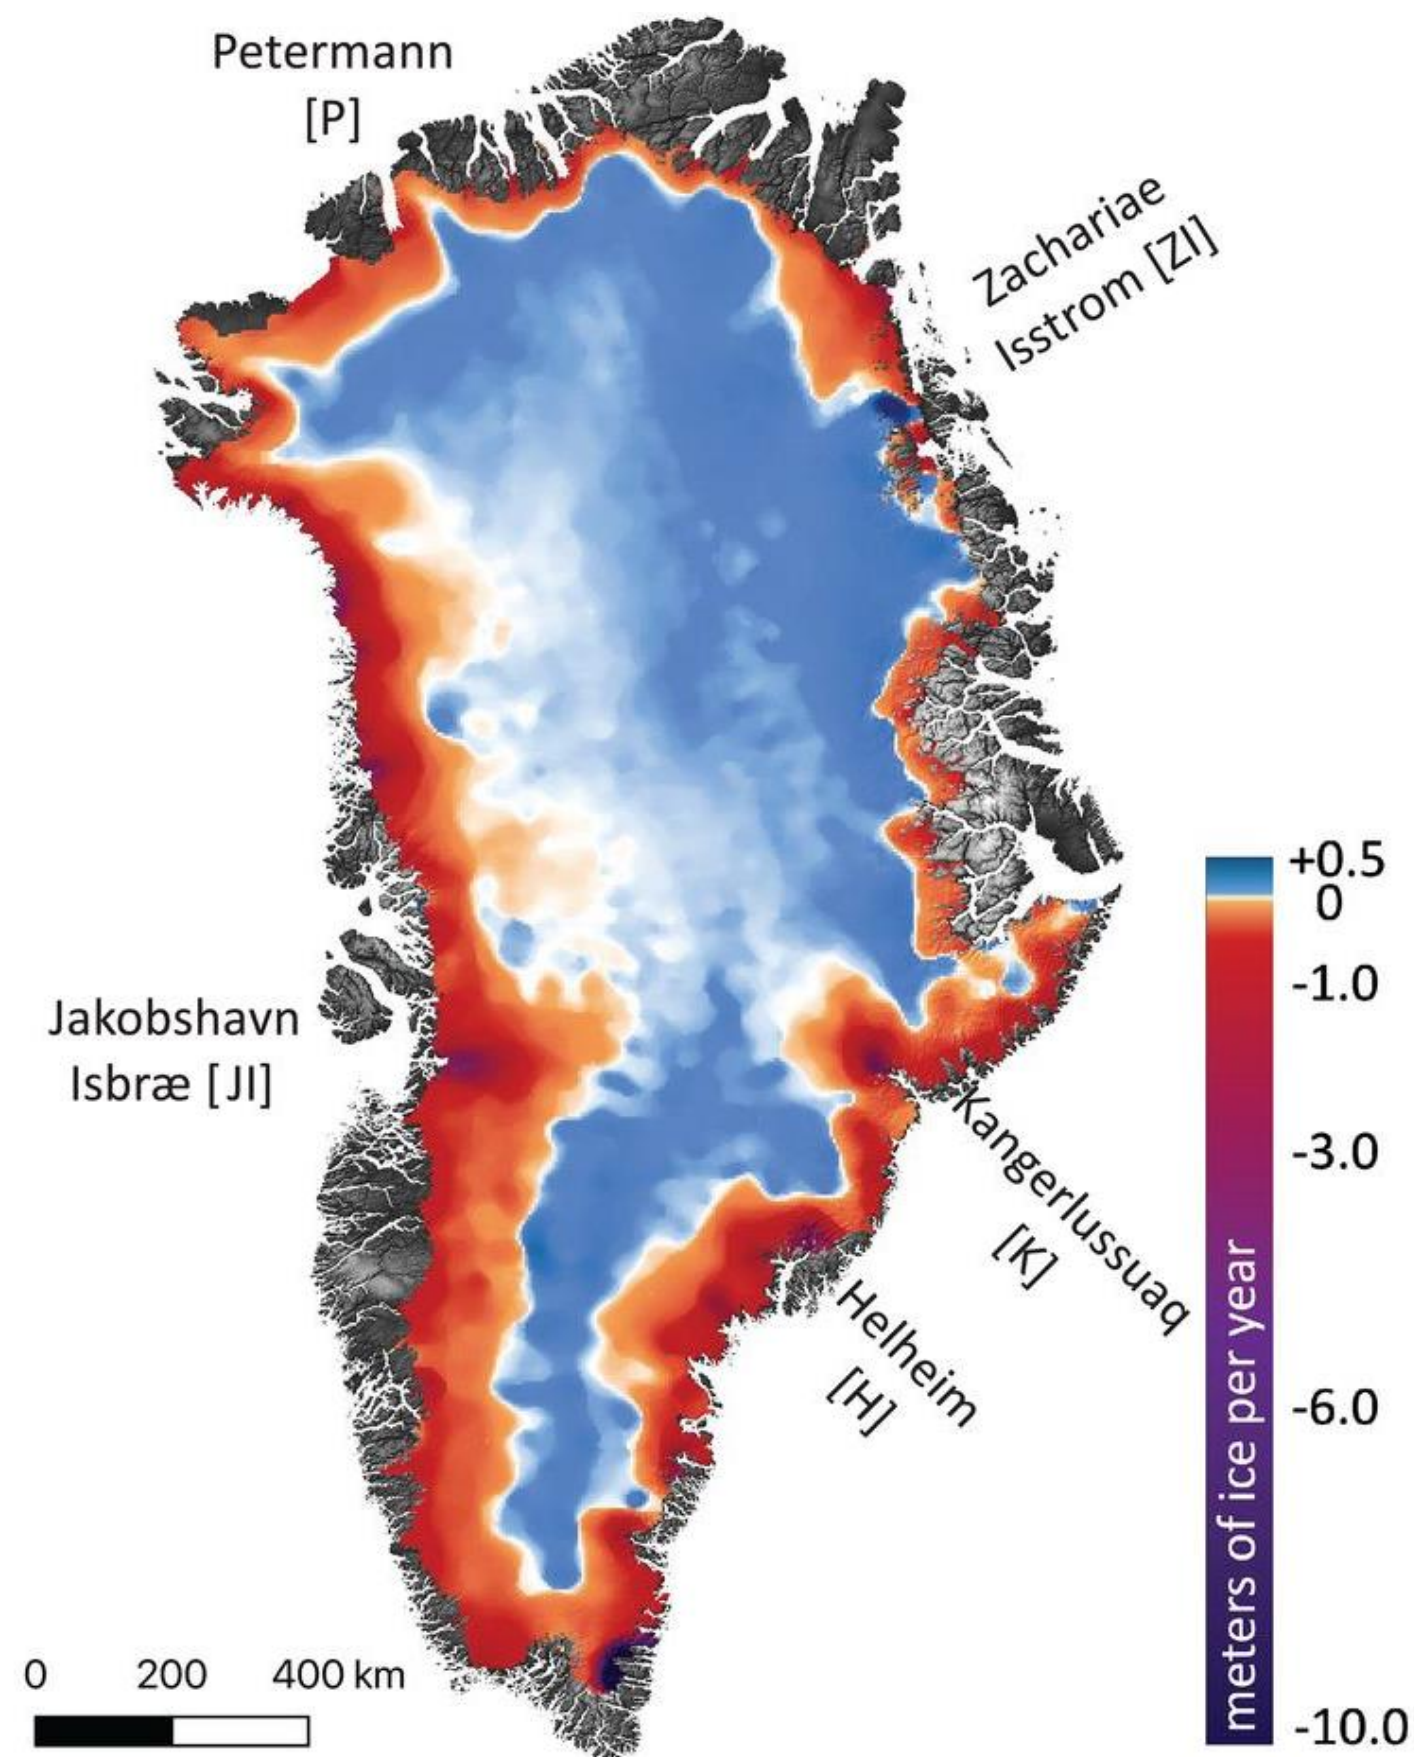 Petermann
[P]
Zachariae
Isstrom [ZI]
Jakobshavn
Isbræ [JI]
Kangerlussuaq
[K]
Helheim
[H]
+0.5
0
-1.0
-3.0
-6.0
-10.0
meters of ice per year
0 200 400 km